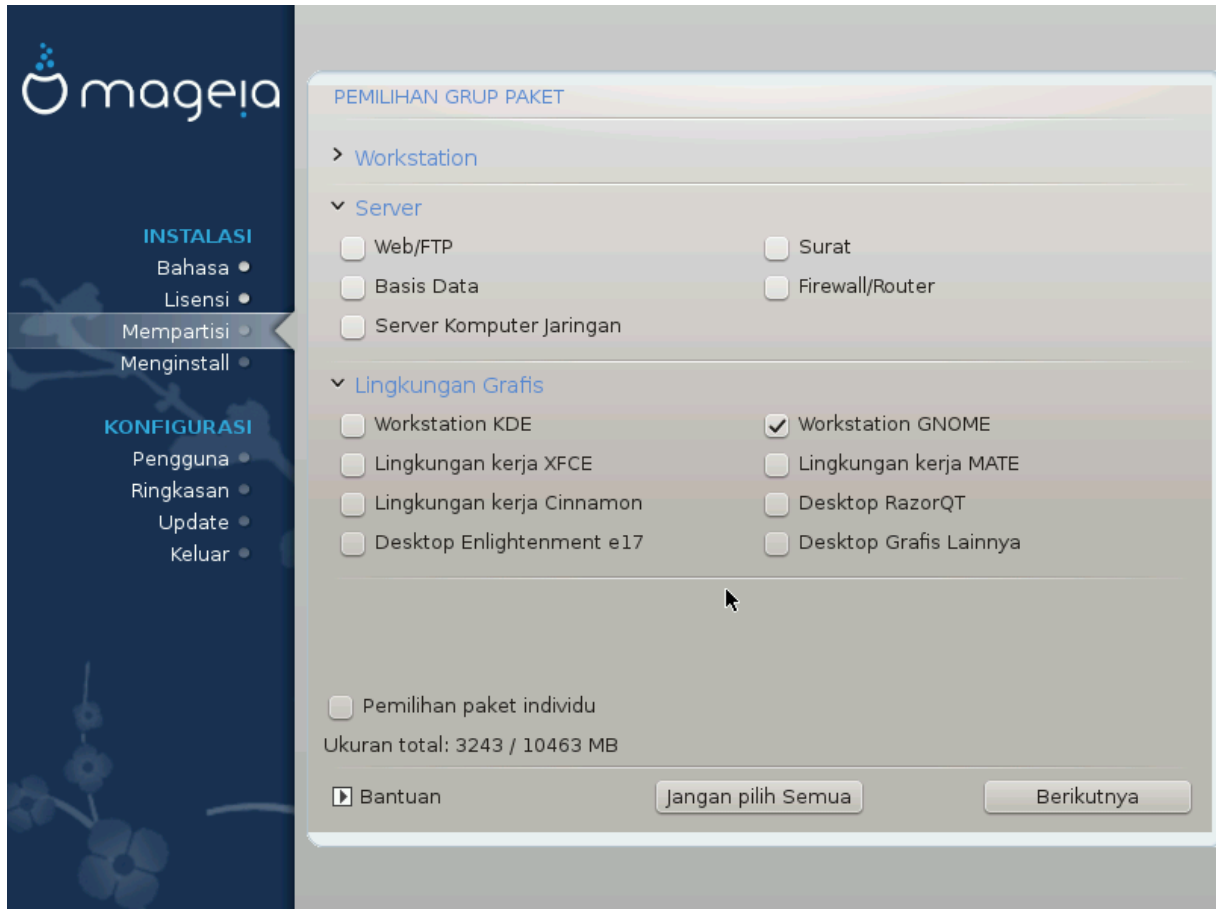 mageia
INSTALASI
Bahasa
Lisensi
Mempartisi
Menginstall
KONFIGURASI
Pengguna
Ringkasan
Update
Keluar
PEMILIHAN GRUP PAKET
Workstation
Server
Web/FTP
Surat
Basis Data
Firewall/Router
Server Komputer Jaringan
Lingkungan Grafis
Workstation KDE
Workstation GNOME
Lingkungan kerja XFCE
Lingkungan kerja MATE
Lingkungan kerja Cinnamon
Desktop RazorQT
Desktop Enlightenment e17
Desktop Grafis Lainnya
Pemilihan paket individu
Ukuran total: 3243 / 10463 MB
Bantuan
Jangan pilih Semua
Berikutnya